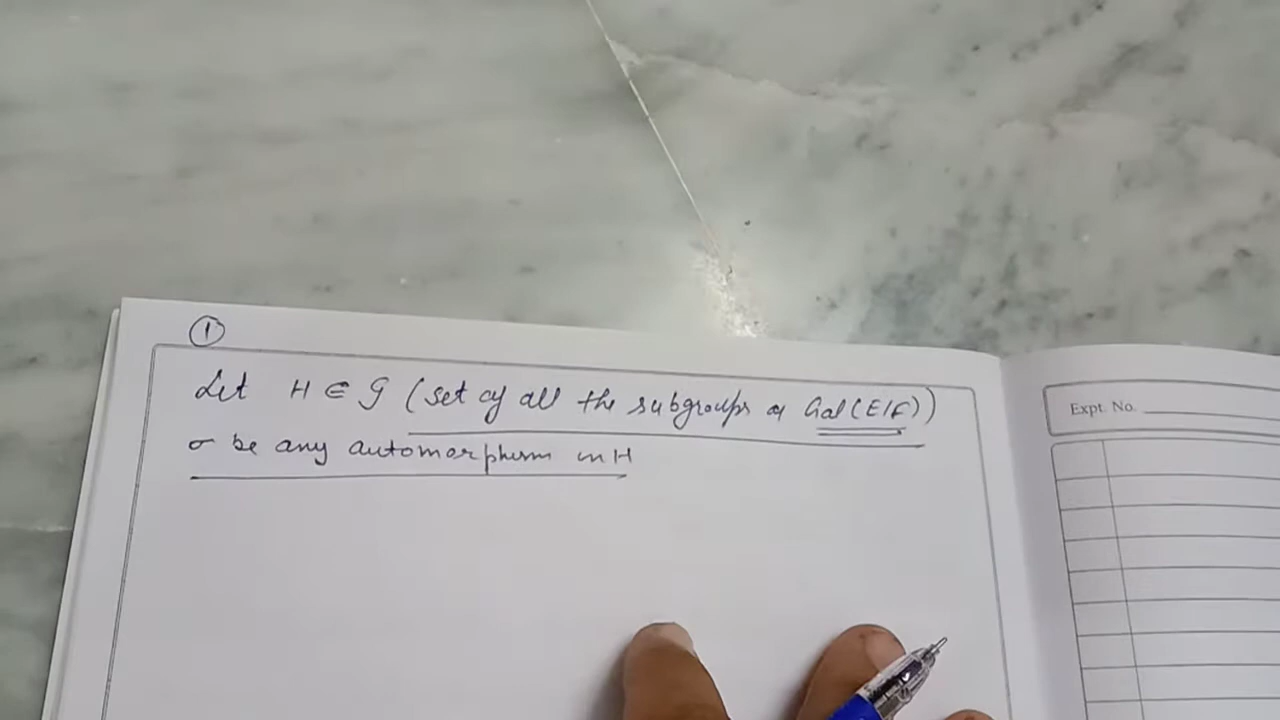 ①
Let H ∈ G (set of all the subgroups of Gal(E/F))
σ be any automorphism in H
Expt. No.